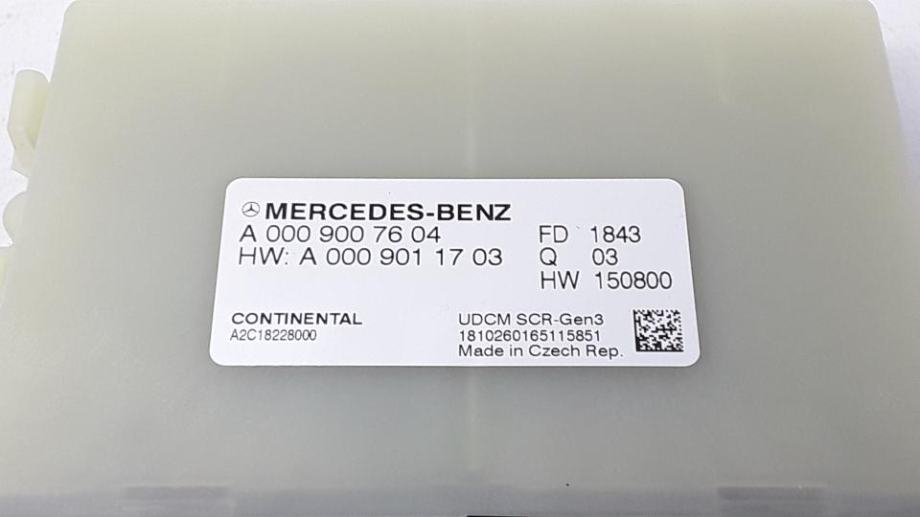 MERCEDES-BENZ
A 000 900 76 04
HW: A 000 901 17 03
FD 1843
Q 03
HW 150800
CONTINENTAL
A2C18228000
UDCM SCR-Gen3
1810260165115851
Made in Czech Rep.